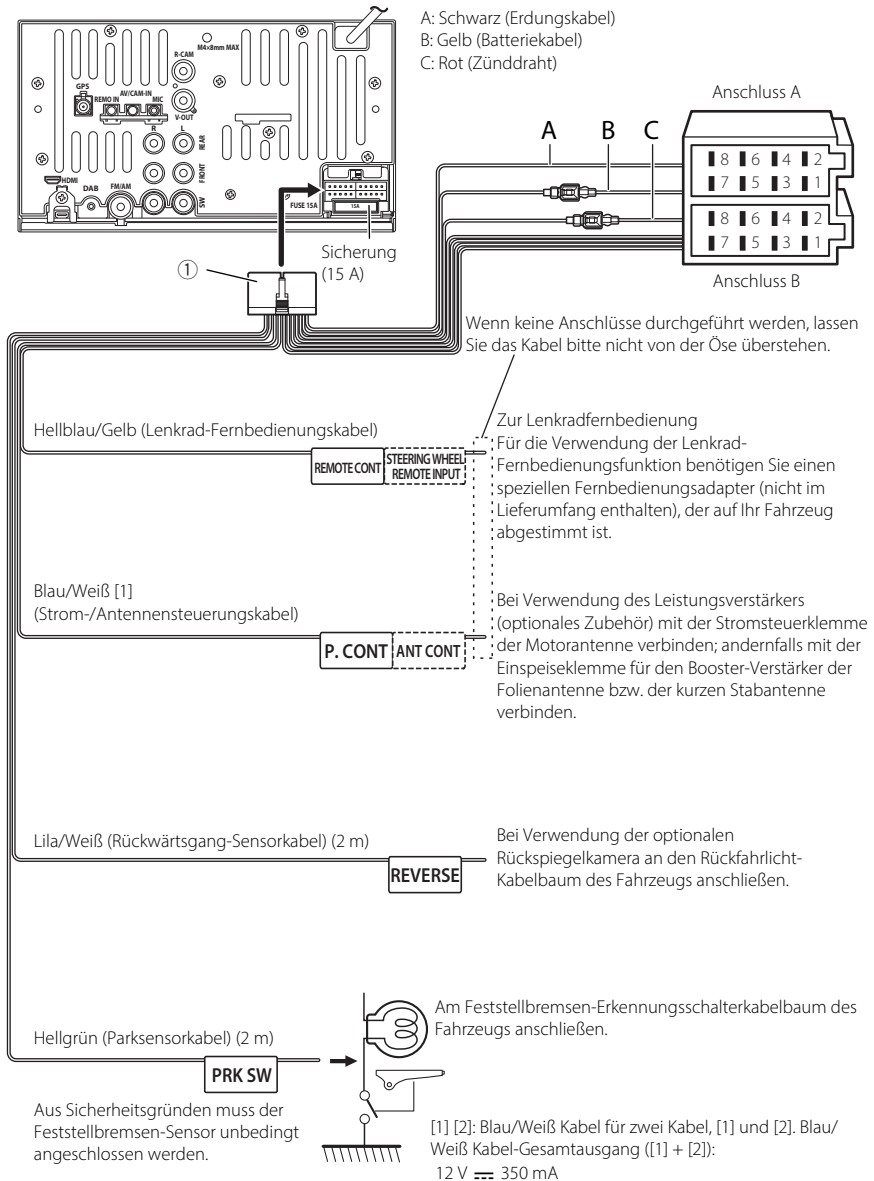 A: Schwarz (Erdungskabel)
B: Gelb (Batteriekabel)
C: Rot (Zünddraht)
M4×8mm MAX
R-CAM
GPS
AV/CAM-IN
REMO IN
MIC
V-OUT
R
L
REAR
FRONT
SW
HDMI
DAB
FM/AM
FUSE 15A
15A
Sicherung
(15 A)
①
Anschluss A
A
B
C
8 6 4 2
7 5 3 1
8 6 4 2
7 5 3 1
Anschluss B
Wenn keine Anschlüsse durchgeführt werden, lassen
Sie das Kabel bitte nicht von der Öse überstehen.
Hellblau/Gelb (Lenkrad-Fernbedienungskabel)
REMOTE CONT
STEERING WHEEL
REMOTE INPUT
Zur Lenkradfernbedienung
Für die Verwendung der Lenkrad-
Fernbedienungsfunktion benötigen Sie einen
speziellen Fernbedienungsadapter (nicht im
Lieferumfang enthalten), der auf Ihr Fahrzeug
abgestimmt ist.
Blau/Weiß [1]
(Strom-/Antennensteuerungskabel)
P. CONT
ANT CONT
Bei Verwendung des Leistungsverstärkers
(optionales Zubehör) mit der Stromsteuerklemme
der Motorantenne verbinden; andernfalls mit der
Einspeiseklemme für den Booster-Verstärker der
Folienantenne bzw. der kurzen Stabantenne
verbinden.
Lila/Weiß (Rückwärtsgang-Sensorkabel) (2 m)
REVERSE
Bei Verwendung der optionalen
Rückspiegelkamera an den Rückfahrlicht-
Kabelbaum des Fahrzeugs anschließen.
Hellgrün (Parksensorkabel) (2 m)
PRK SW
Am Feststellbremsen-Erkennungsschalterkabelbaum des
Fahrzeugs anschließen.
Aus Sicherheitsgründen muss der
Feststellbremsen-Sensor unbedingt
angeschlossen werden.
[1] [2]: Blau/Weiß Kabel für zwei Kabel, [1] und [2]. Blau/
Weiß Kabel-Gesamtausgang ([1] + [2]):
12 V ⎓ 350 mA